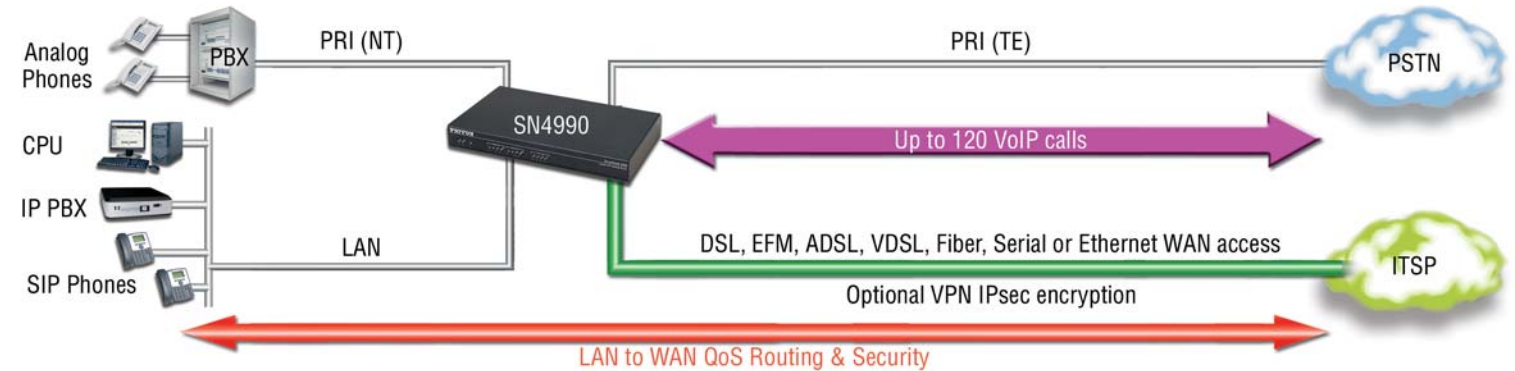 Analog
Phones
PBX
PRI (NT)
PRI (TE)
PSTN
SN4990
Up to 120 VoIP calls
CPU
IP PBX
SIP Phones
LAN
DSL, EFM, ADSL, VDSL, Fiber, Serial or Ethernet WAN access
Optional VPN IPsec encryption
ITSP
LAN to WAN QoS Routing & Security